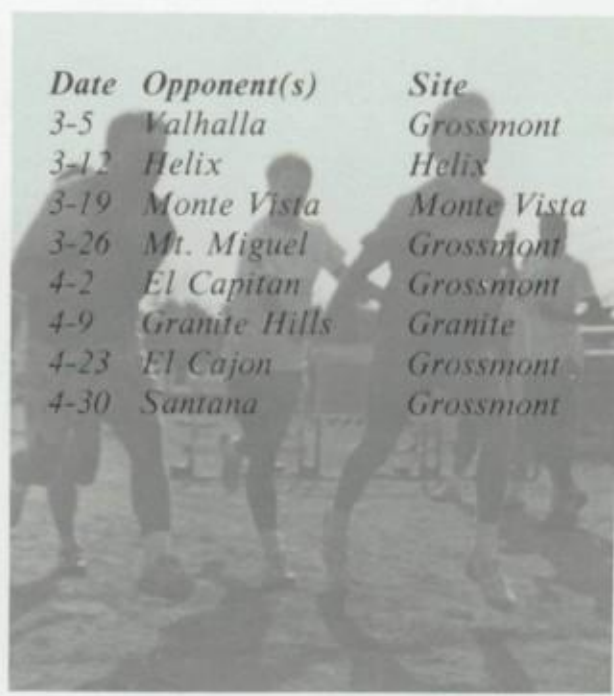 Date Opponent(s) Site
3-5 Valhalla Grossmont
3-12 Helix Helix
3-19 Monte Vista Monte Vista
3-26 Mt. Miguel Grossmont
4-2 El Capitan Grossmont
4-9 Granite Hills Granite
4-23 El Cajon Grossmont
4-30 Santana Grossmont